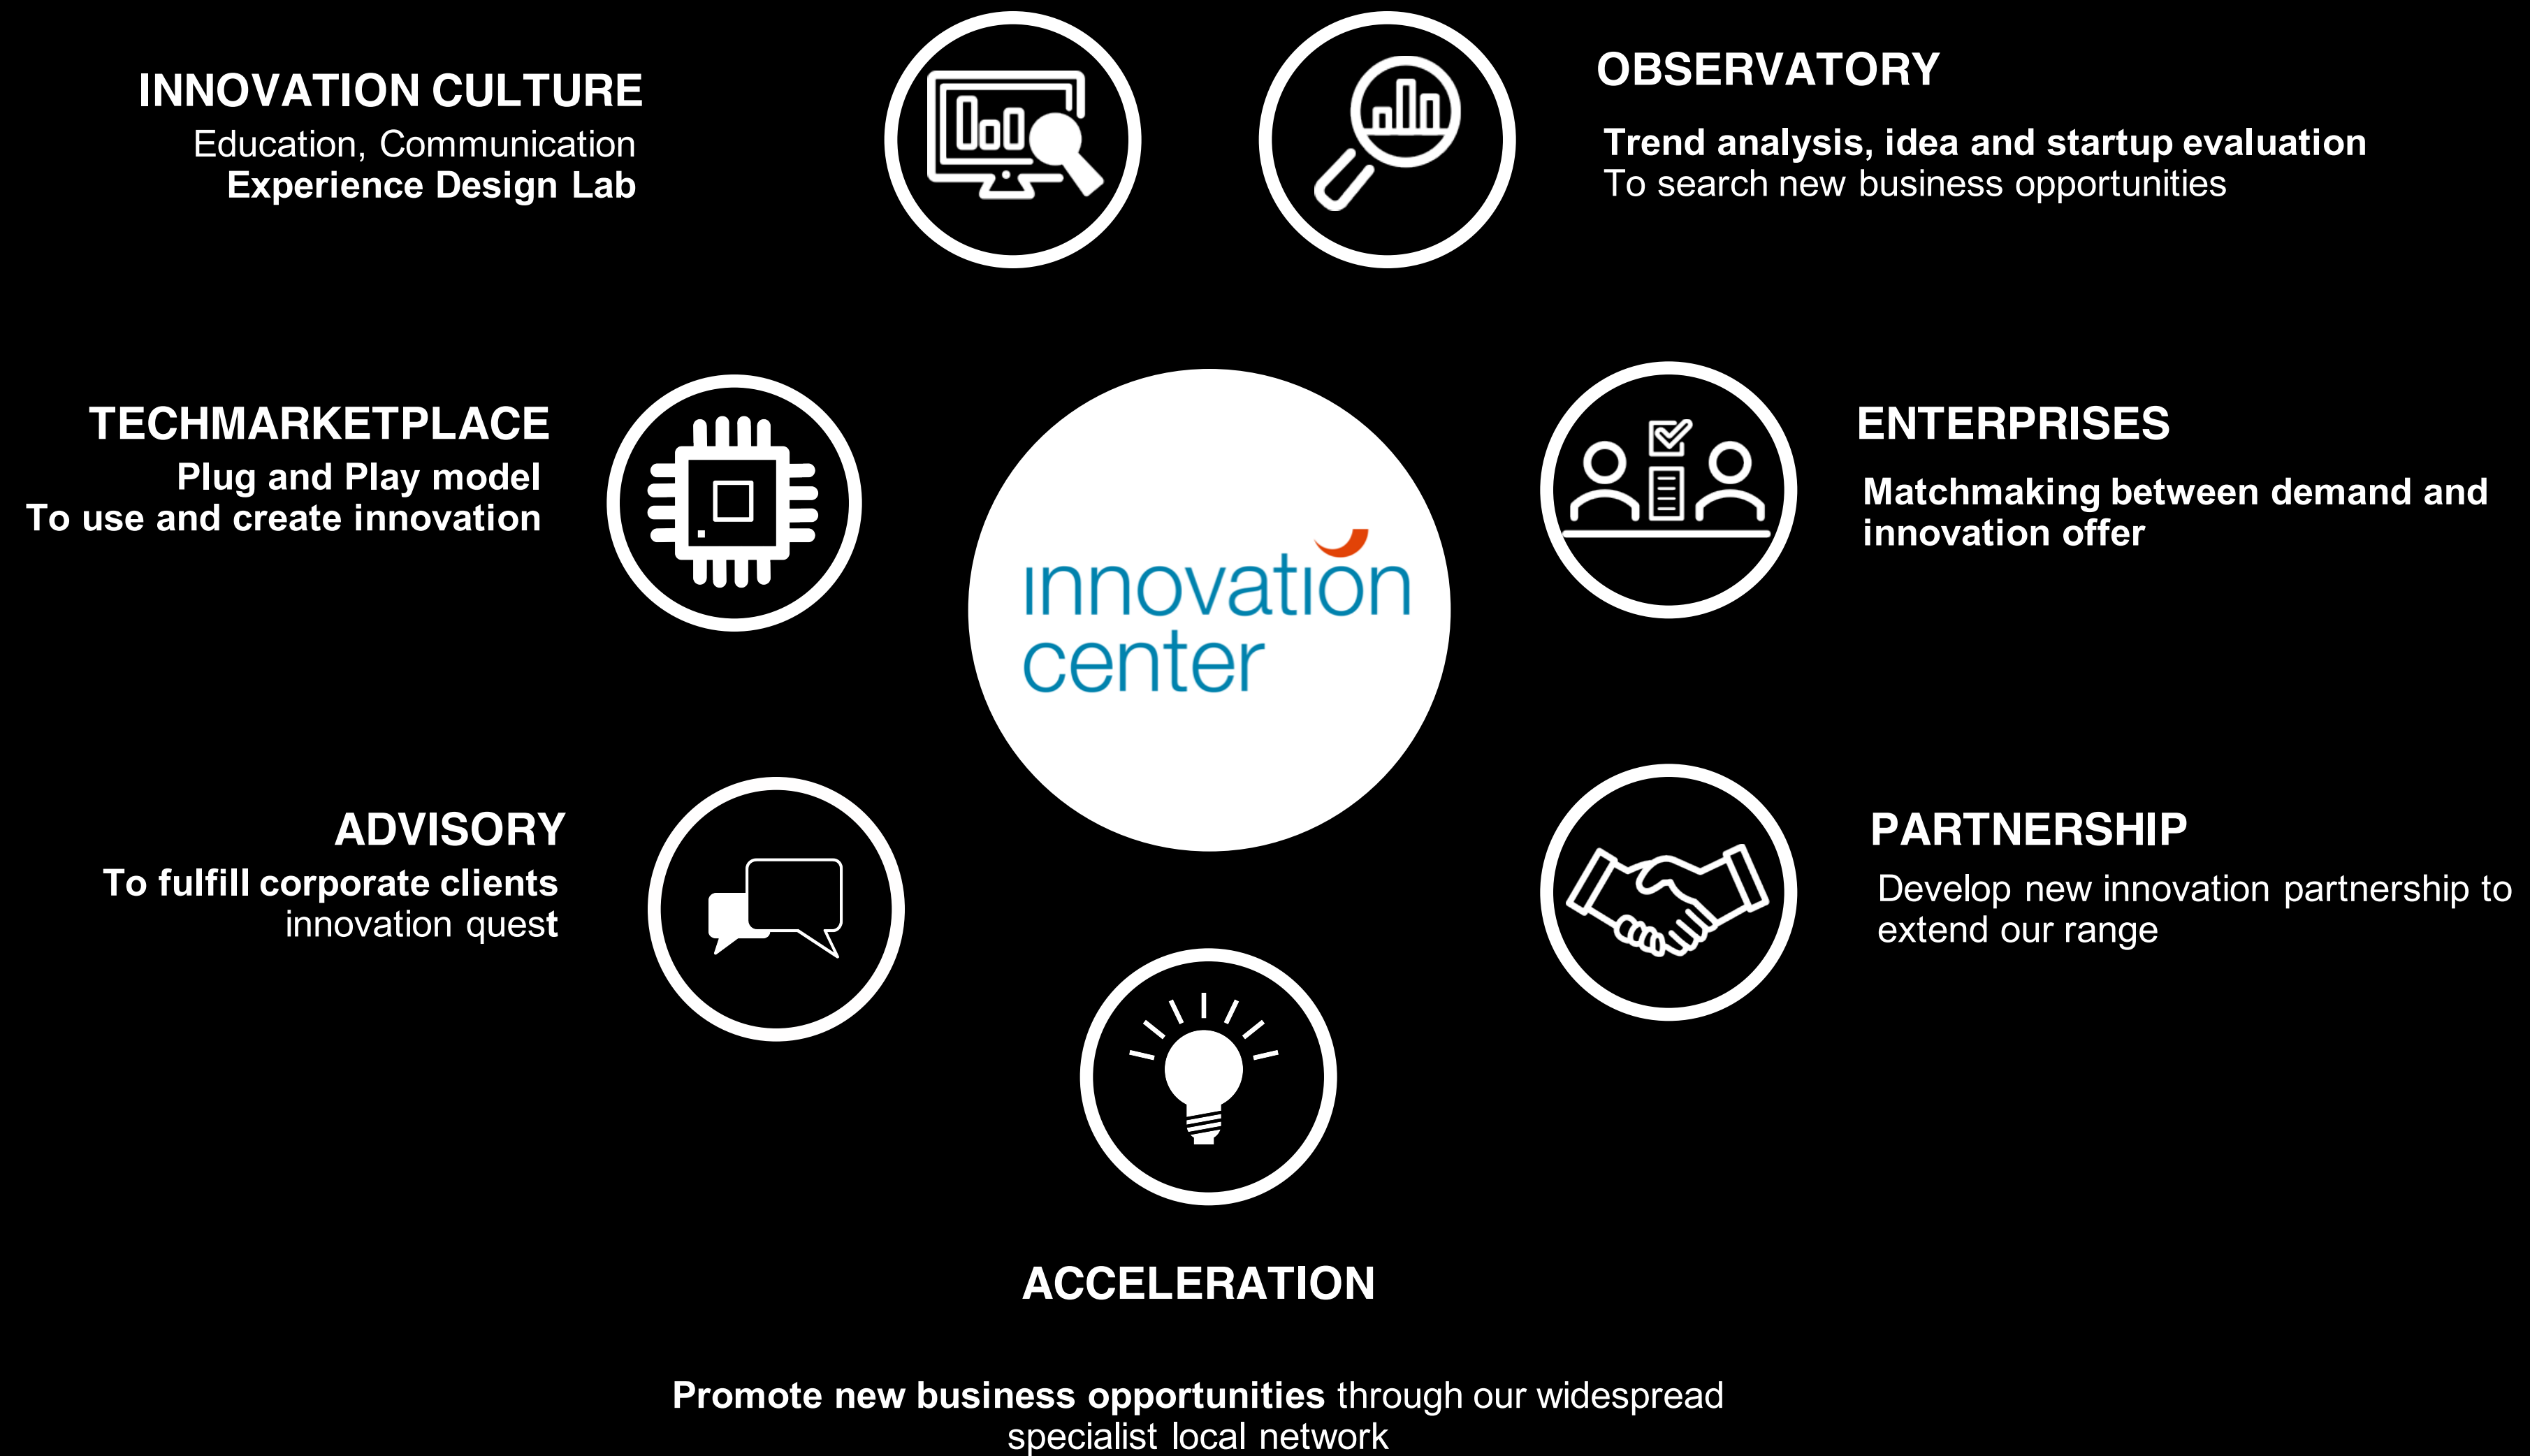 INNOVATION CULTURE
Education, Communication
Experience Design Lab
OBSERVATORY
Trend analysis, idea and startup evaluation
To search new business opportunities
TECHMARKETPLACE
Plug and Play model
To use and create innovation
innovation
center
ENTERPRISES
Matchmaking between demand and
innovation offer
ADVISORY
To fulfill corporate clients
innovation quest
PARTNERSHIP
Develop new innovation partnership to
extend our range
ACCELERATION
Promote new business opportunities through our widespread
specialist local network